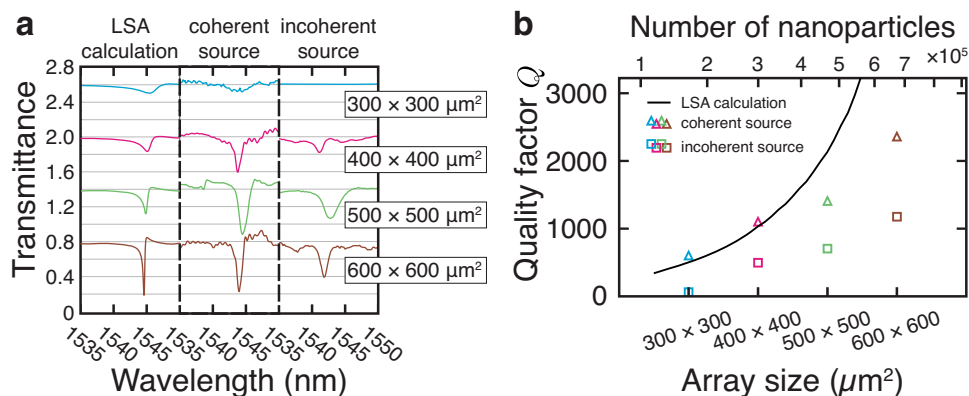 a
LSA calculation
coherent source
incoherent source
Transmittance
2.8
2.4
2.0
1.6
1.2
0.8
0.4
0
300 × 300 µm²
400 × 400 µm²
500 × 500 µm²
600 × 600 µm²
1535
1540
1545
1535
1540
1545
1535
1540
1545
1550
Wavelength (nm)
b
Number of nanoparticles
1 2 3 4 5 6 7 ×10⁵
Quality factor Q
3000
2000
1000
0
LSA calculation
coherent source
incoherent source
300 × 300
400 × 400
500 × 500
600 × 600
Array size (µm²)